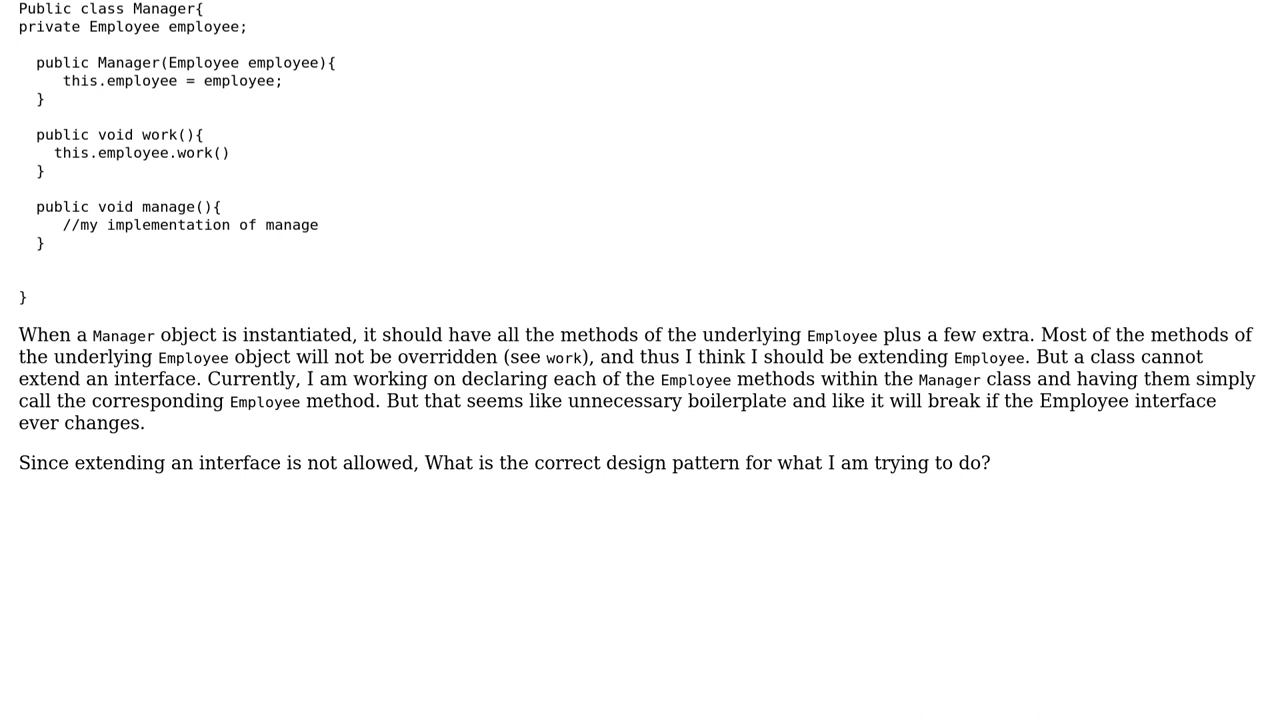 Public class Manager{
private Employee employee;
public Manager(Employee employee){
this.employee = employee;
}
public void work(){
this.employee.work()
}
public void manage(){
//my implementation of manage
}
}
When a Manager object is instantiated, it should have all the methods of the underlying Employee plus a few extra. Most of the methods of
the underlying Employee object will not be overridden (see work), and thus I think I should be extending Employee. But a class cannot
extend an interface. Currently, I am working on declaring each of the Employee methods within the Manager class and having them simply
call the corresponding Employee method. But that seems like unnecessary boilerplate and like it will break if the Employee interface
ever changes.
Since extending an interface is not allowed, What is the correct design pattern for what I am trying to do?